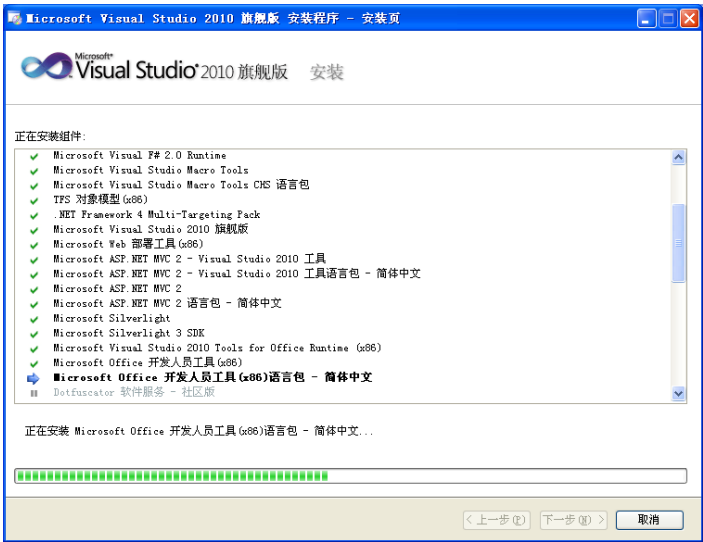 Microsoft Visual Studio 2010 旗舰版 安装程序 - 安装页
Microsoft
Visual Studio 2010 旗舰版 安装
正在安装组件:
Microsoft Visual F# 2.0 Runtime
Microsoft Visual Studio Macro Tools
Microsoft Visual Studio Macro Tools CHS 语言包
TFS 对象模型(x86)
.NET Framework 4 Multi-Targeting Pack
Microsoft Visual Studio 2010 旗舰版
Microsoft Web 部署工具(x86)
Microsoft ASP.NET MVC 2 - Visual Studio 2010 工具
Microsoft ASP.NET MVC 2 - Visual Studio 2010 工具语言包 - 简体中文
Microsoft ASP.NET MVC 2
Microsoft ASP.NET MVC 2 语言包 - 简体中文
Microsoft Silverlight
Microsoft Silverlight 3 SDK
Microsoft Visual Studio 2010 Tools for Office Runtime (x86)
Microsoft Office 开发人员工具(x86)
Microsoft Office 开发人员工具(x86)语言包 - 简体中文
Dotfuscator 软件服务 - 社区版
正在安装 Microsoft Office 开发人员工具(x86)语言包 - 简体中文...
< 上一步(P) 下一步(N) > 取消